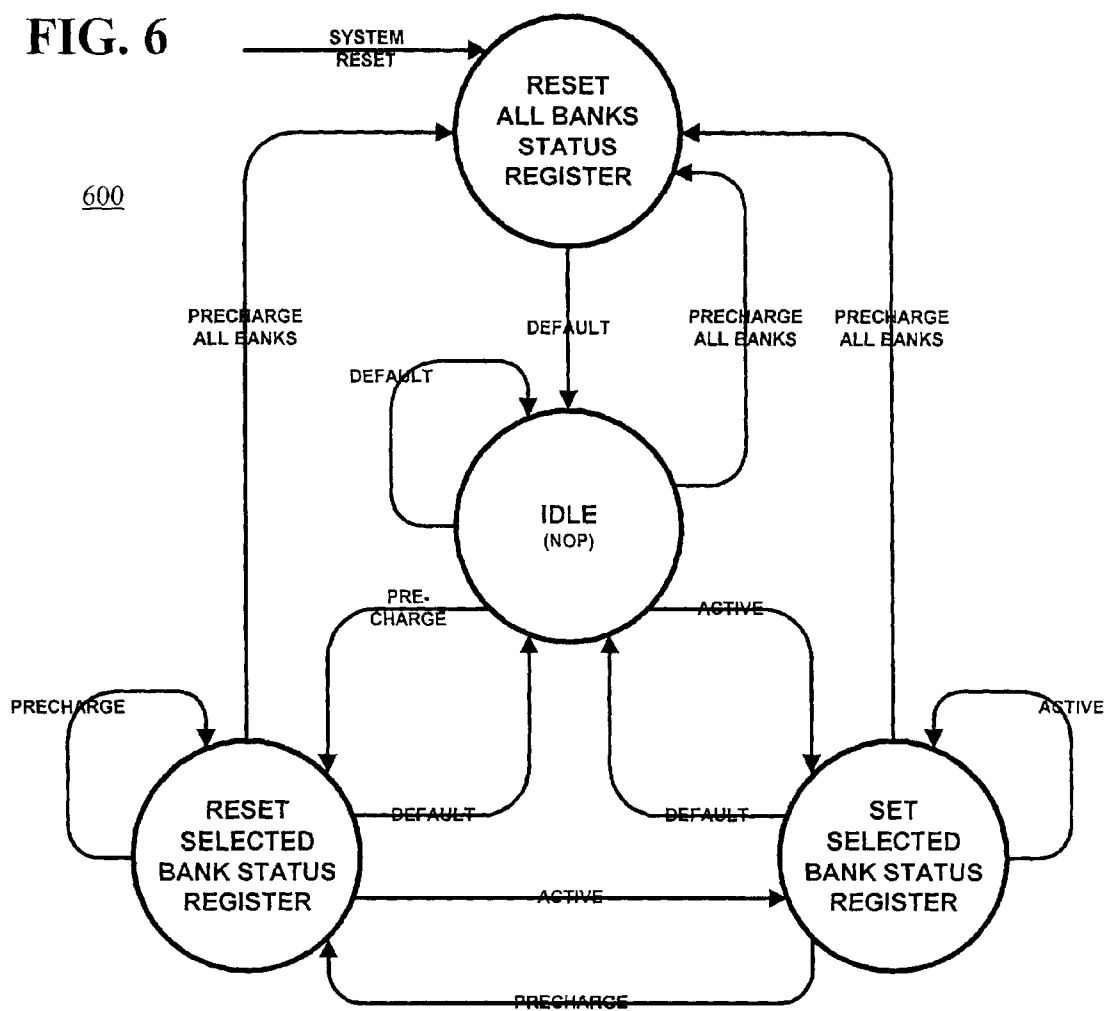 FIG. 6
SYSTEM
RESET
RESET
ALL BANKS
STATUS
REGISTER
600
PRECHARGE
ALL BANKS
DEFAULT
PRECHARGE
ALL BANKS
PRECHARGE
ALL BANKS
DEFAULT
IDLE
(NOP)
PRE-
CHARGE
ACTIVE
PRECHARGE
ACTIVE
RESET
SELECTED
BANK STATUS
REGISTER
DEFAULT
DEFAULT
SET
SELECTED
BANK STATUS
REGISTER
ACTIVE
PRECHARGE